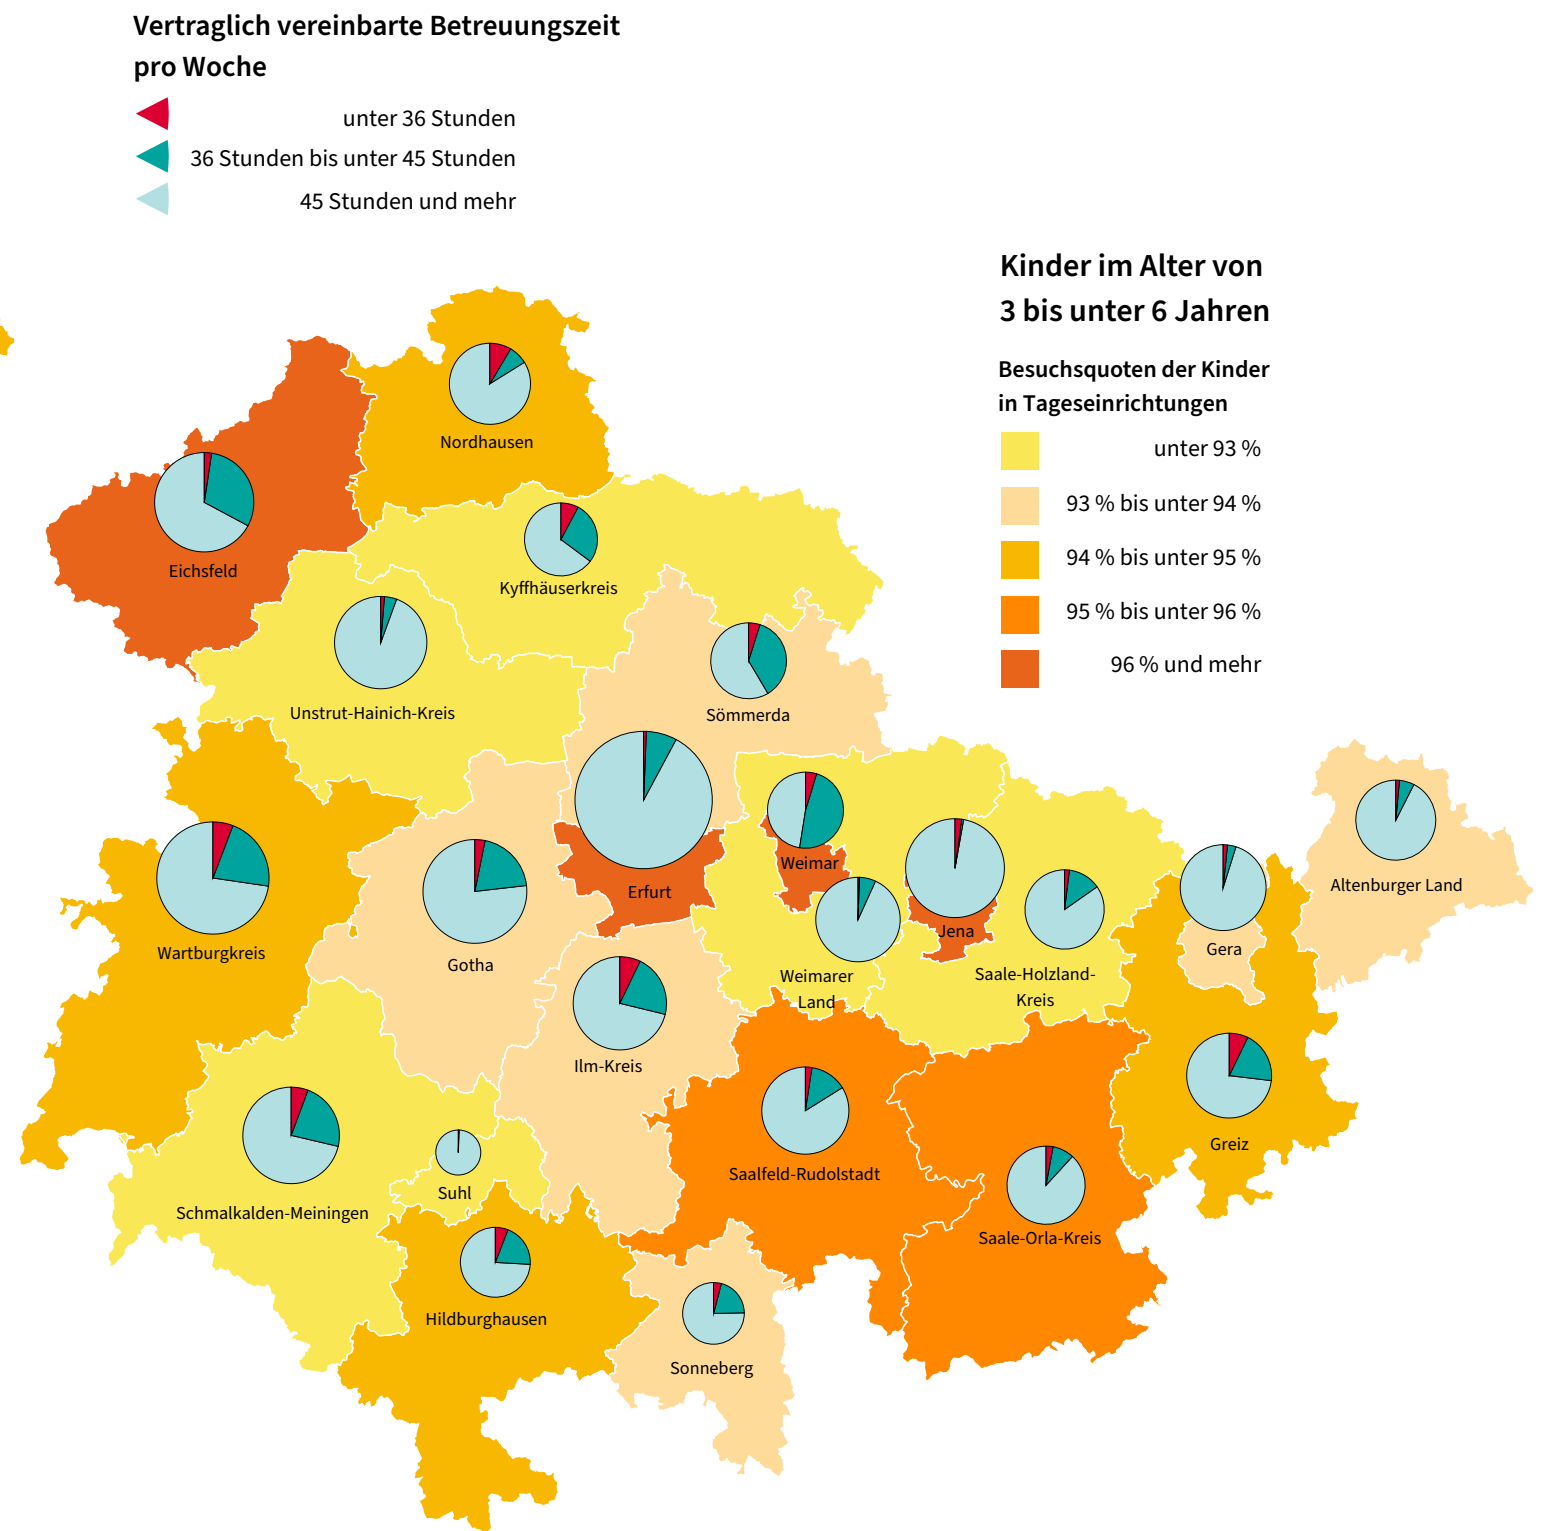 Vertraglich vereinbarte Betreuungszeit
pro Woche
unter 36 Stunden
36 Stunden bis unter 45 Stunden
45 Stunden und mehr
Kinder im Alter von
3 bis unter 6 Jahren
Besuchsquoten der Kinder
in Tageseinrichtungen
unter 93 %
93 % bis unter 94 %
94 % bis unter 95 %
95 % bis unter 96 %
96 % und mehr
Nordhausen
Eichsfeld
Kyffhäuserkreis
Unstrut-Hainich-Kreis
Sömmerda
Weimar
Erfurt
Altenburger Land
Jena
Gera
Wartburgkreis
Gotha
Weimarer
Land
Saale-Holzland-
Kreis
Ilm-Kreis
Greiz
Saalfeld-Rudolstadt
Suhl
Schmalkalden-Meiningen
Saale-Orla-Kreis
Hildburghausen
Sonneberg